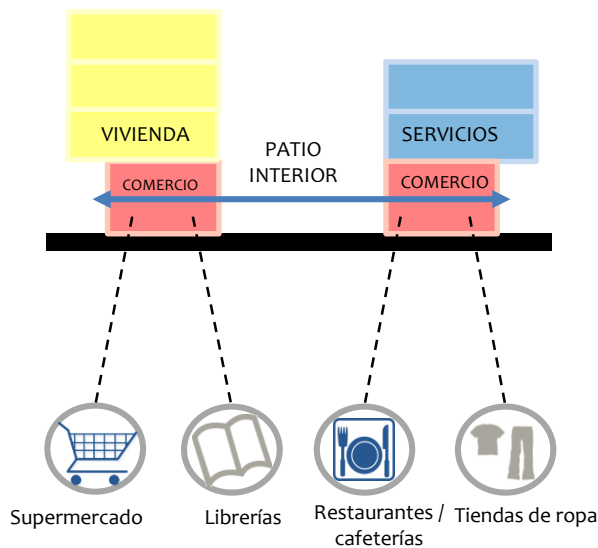 VIVIENDA
SERVICIOS
PATIO
INTERIOR
COMERCIO
COMERCIO
Supermercado
Librerías
Restaurantes /
cafeterías
Tiendas de ropa